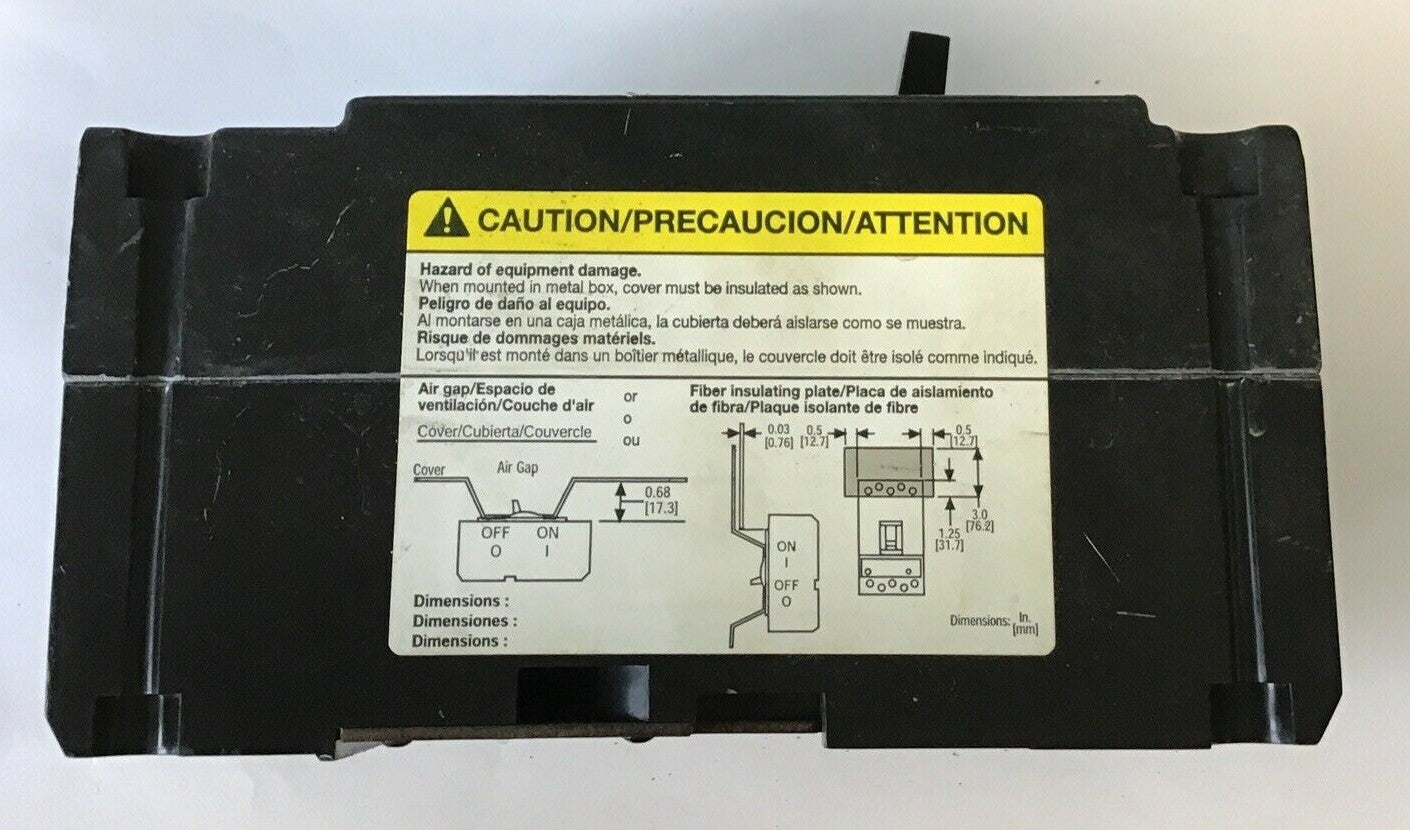 CAUTION/PRECAUCION/ATTENTION
Hazard of equipment damage.
When mounted in metal box, cover must be insulated as shown.
Peligro de daño al equipo.
Al montarse en una caja metálica, la cubierta deberá aislarse como se muestra.
Risque de dommages matériels.
Lorsqu'il est monté dans un boîtier métallique, le couvercle doit être isolé comme indiqué.
Air gap/Espacio de
ventilación/Couche d'air
Cover/Cubierta/Couvercle
or
o
ou
Cover
Air Gap
0.68
[17.3]
OFF ON
O I
Dimensions :
Dimensiones :
Dimensions :
Fiber insulating plate/Placa de aislamiento
de fibra/Plaque isolante de fibre
0.03
[0.76]
0.5
[12.7]
0.5
[12.7]
3.0
[76.2]
1.25
[31.7]
ON
I
OFF
O
Dimensions: In.
[mm]